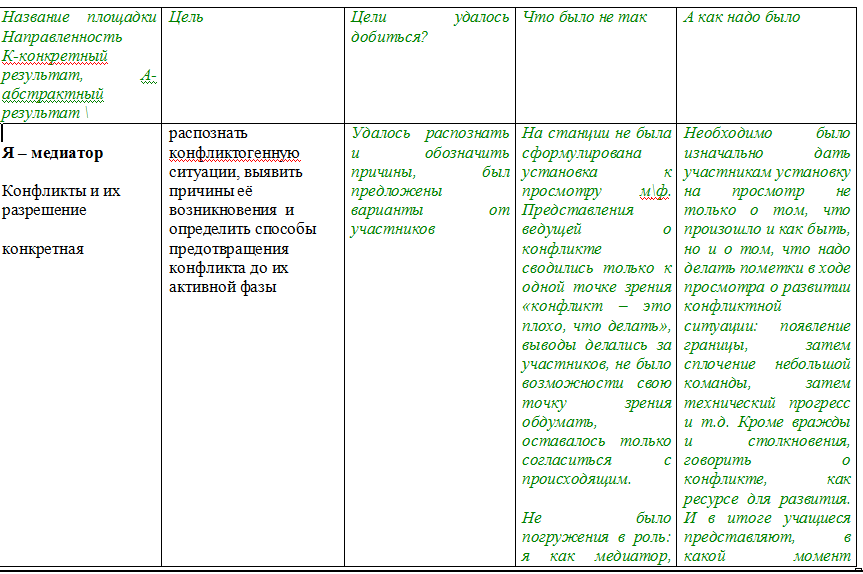 Название площадки
Направленность
К-конкретный
результат, А-
абстрактный
результат \
Цель
Цели удалось
добиться?
Что было не так
А как надо было
Я – медиатор
Конфликты и их
разрешение
конкретная
распознать
конфликтогенную
ситуации, выявить
причины её
возникновения и
определить способы
предотвращения
конфликта до их
активной фазы
Удалось распознать
и обозначить
причины, был
предложены
варианты от
участников
На станции не была
сформулирована
установка к
просмотру м\ф.
Представления
ведущей о
конфликте
сводились только к
одной точке зрения
«конфликт – это
плохо, что делать»,
выводы делались за
участников, не было
возможности свою
точку зрения
обдумать,
оставалось только
согласиться с
происходящим.
Не было
погружения в роль:
я как медиатор,
Необходимо было
изначально дать
участникам установку
на просмотр не
только о том, что
произошло и как быть,
но и о том, что надо
делать пометки в ходе
просмотра о развитии
конфликтной
ситуации: появление
границы, затем
сплочение небольшой
команды, затем
технический прогресс
и т.д. Кроме вражды
и столкновения,
говорить о
конфликте, как
ресурсе для развития.
И в итоге учащиеся
представляют, в
какой момент